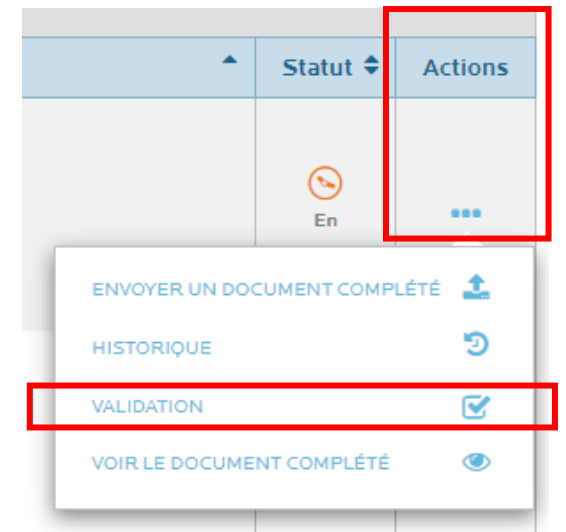 Statut Actions
En
ENVOYER UN DOCUMENT COMPLÉTÉ
HISTORIQUE
VALIDATION
VOIR LE DOCUMENT COMPLÉTÉ